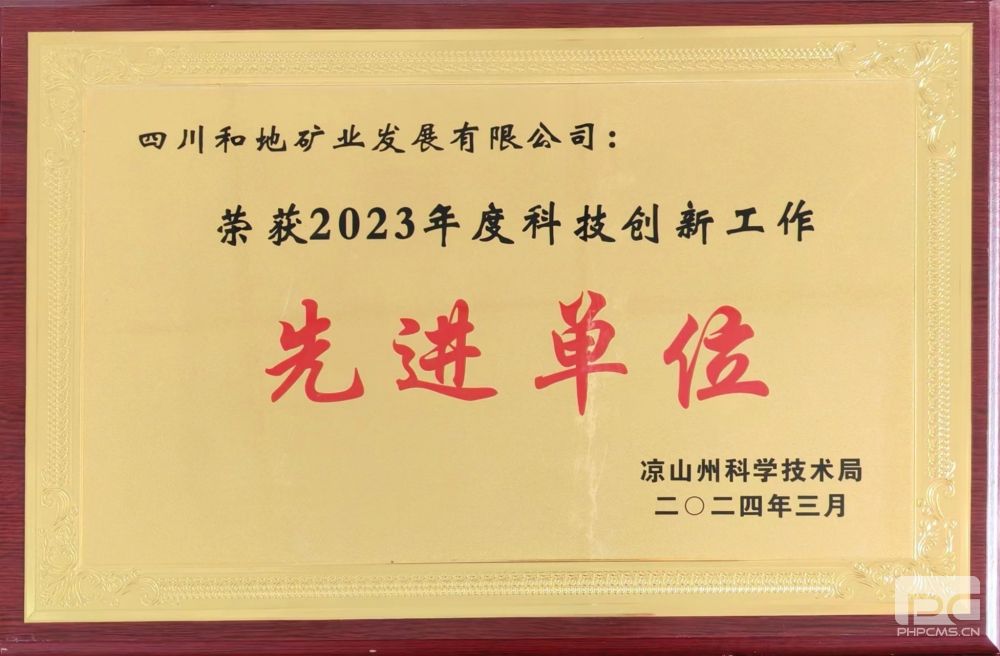 四川和地矿业发展有限公司：
荣获2023年度科技创新工作
先进单位
凉山州科学技术局
二〇二四年三月
PC
PHPCMS.CN